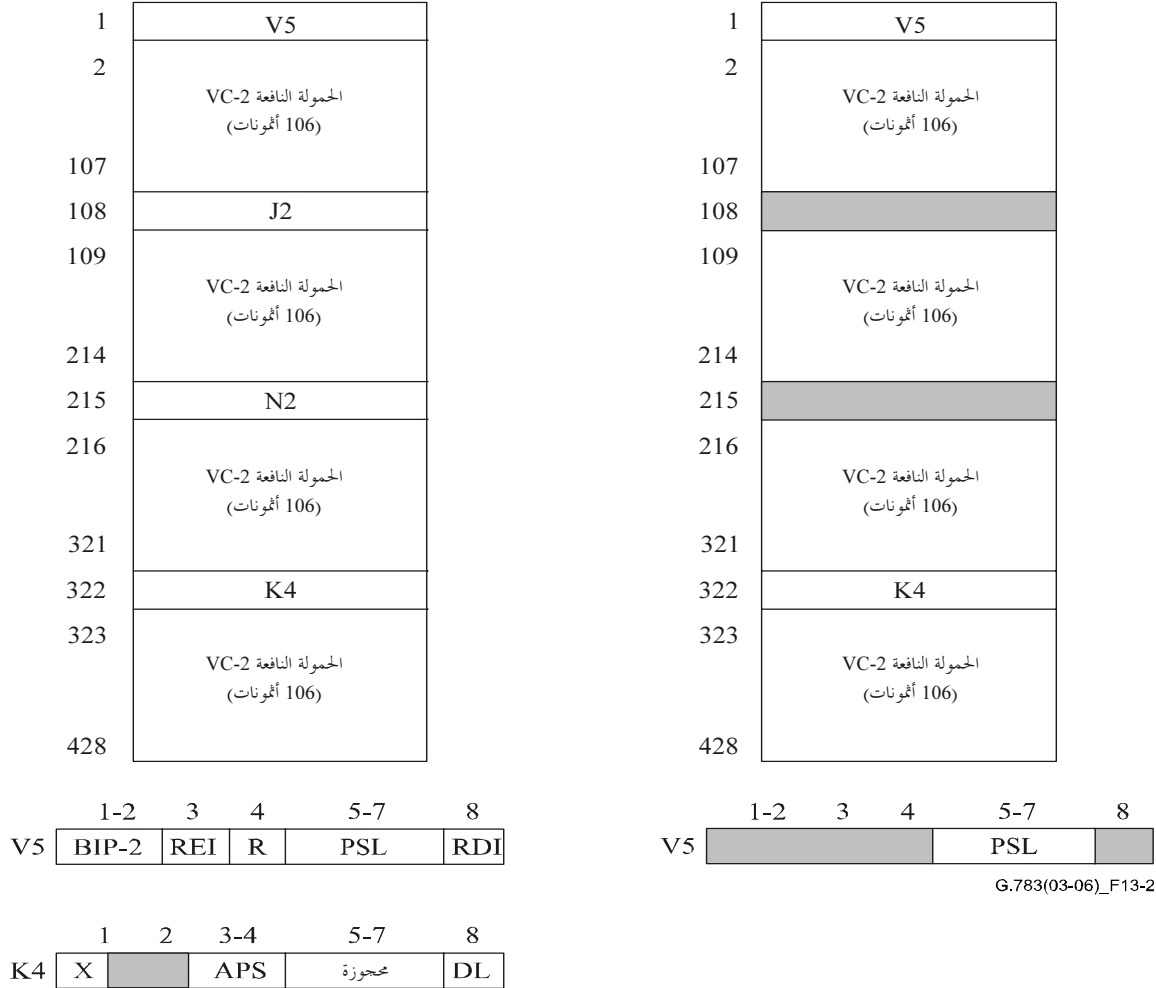 1 V5
2
الحمولة النافعة VC-2
(106 أثمونات)
107
108 J2
109
الحمولة النافعة VC-2
(106 أثمونات)
214
215 N2
216
الحمولة النافعة VC-2
(106 أثمونات)
321
322 K4
323
الحمولة النافعة VC-2
(106 أثمونات)
428
1-2 3 4 5-7 8
V5 BIP-2 REI R PSL RDI
1 2 3-4 5-7 8
K4 X APS محجوزة DL
1 V5
2
الحمولة النافعة VC-2
(106 أثمونات)
107
108
109
الحمولة النافعة VC-2
(106 أثمونات)
214
215
216
الحمولة النافعة VC-2
(106 أثمونات)
321
322 K4
323
الحمولة النافعة VC-2
(106 أثمونات)
428
1-2 3 4 5-7 8
V5 PSL
G.783(03-06)_F13-2